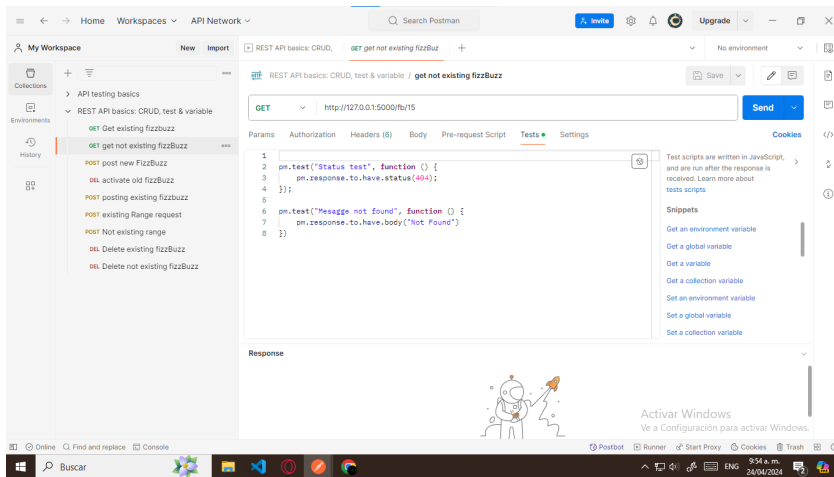 Home Workspaces API Network Search Postman Invite Upgrade
My Workspace New Import REST API basics: CRUD, GET get not existing fizzBuz No environment
Collections
REST API basics: CRUD, test & variable / get not existing fizzBuzz Save
API testing basics
REST API basics: CRUD, test & variable
GET http://127.0.0.1:5000/fb/15 Send
Environments
GET Get existing fizzbuzz
Params Authorization Headers (6) Body Pre-request Script Tests Settings Cookies
GET get not existing fizzBuzz
History
POST post new FizzBuzz
DEL activate old fizzBuzz
POST posting existing fizzbuzz
POST existing Range request
POST Not existing range
DEL Delete existing fizzBuzz
DEL Delete not existing fizzBuzz
1
2 pm.test("Status test", function () {
3 pm.response.to.have.status(404);
4 });
5
6 pm.test("Mesagge not found", function () {
7 pm.response.to.have.body("Not Found")
8 })
Test scripts are written in JavaScript,
and are run after the response is
received. Learn more about
tests scripts
Snippets
Get an environment variable
Get a global variable
Get a variable
Get a collection variable
Set an environment variable
Set a global variable
Set a collection variable
Response
Activar Windows
Ve a Configuración para activar Windows.
Online Find and replace Console Postbot Runner Start Proxy Cookies Trash
Buscar ENG 9:54 a. m.
24/04/2024 2